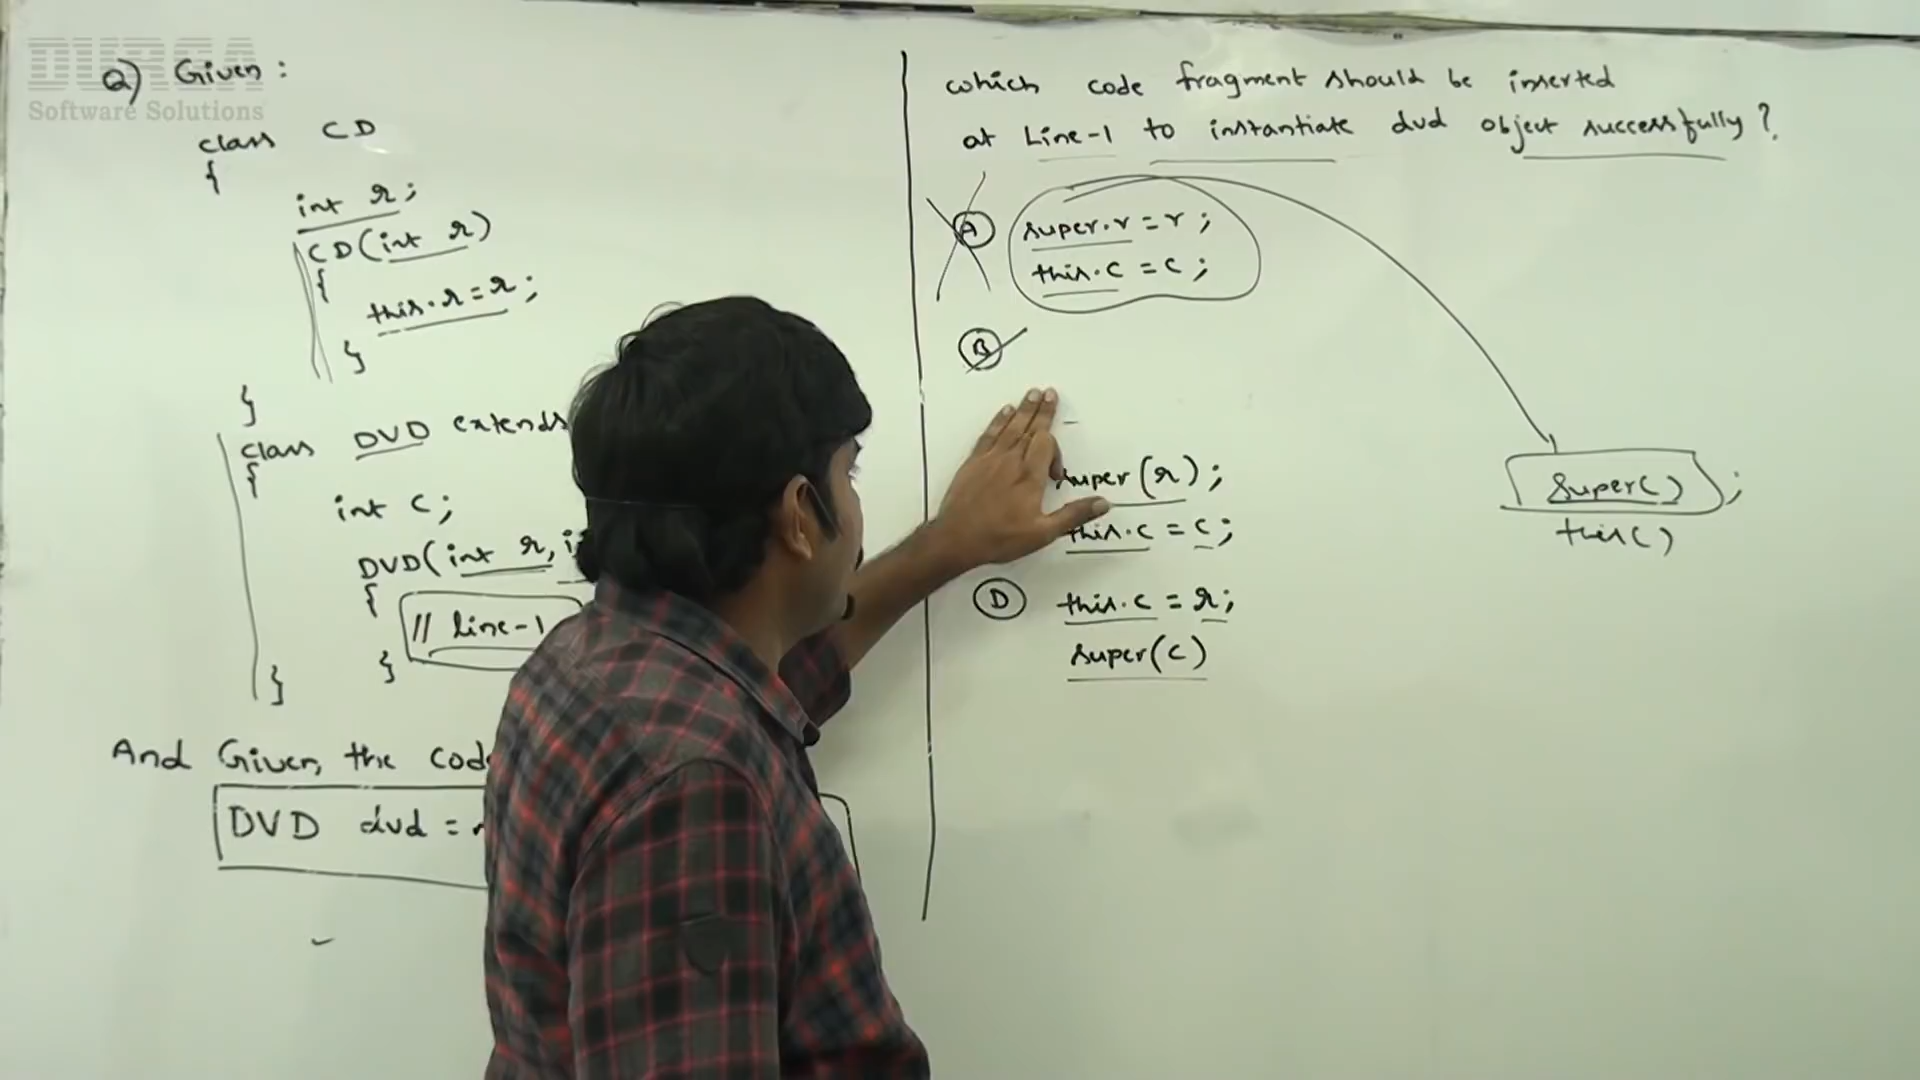 DURGA
Software Solutions
Q) Given :
class CD
{
int r;
CD(int r)
{
this.r=r;
}
}
class DVD extends
{
int c;
DVD(int r,
{
// line-1
}
}
And Given, the
DVD dvd =
which code fragment should be inserted
at Line-1 to instantiate dvd object successfully?
A super.r=r;
this.c=c;
B
super(r);
this.c=c;
D this.c=r;
super(c)
super();
this()